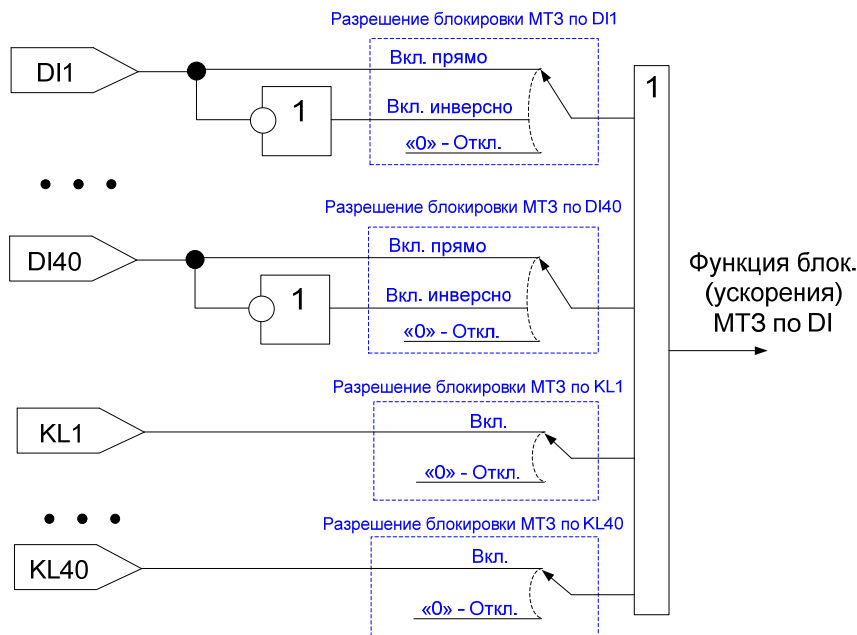 Разрешение блокировки МТЗ по DI1
DI1
Вкл. прямо
1
Вкл. инверсно
«0» - Откл.
1
Разрешение блокировки МТЗ по DI40
DI40
Вкл. прямо
1
Вкл. инверсно
«0» - Откл.
Функция блок.
(ускорения)
МТЗ по DI
Разрешение блокировки МТЗ по KL1
KL1
Вкл.
«0» - Откл.
Разрешение блокировки МТЗ по KL40
KL40
Вкл.
«0» - Откл.